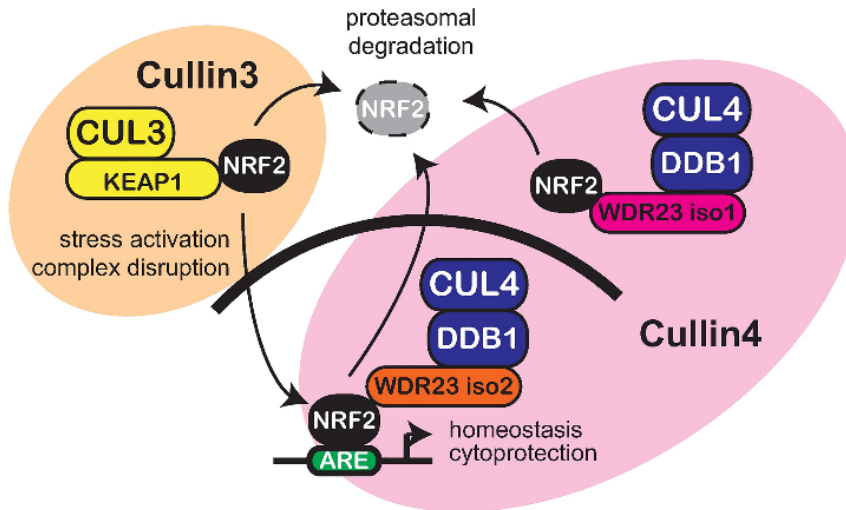 proteasomal
degradation
Cullin3
NRF2
CUL3
NRF2
KEAP1
CUL4
DDB1
NRF2
WDR23 iso1
stress activation
complex disruption
CUL4
DDB1
Cullin4
WDR23 iso2
NRF2
ARE
homeostasis
cytoprotection